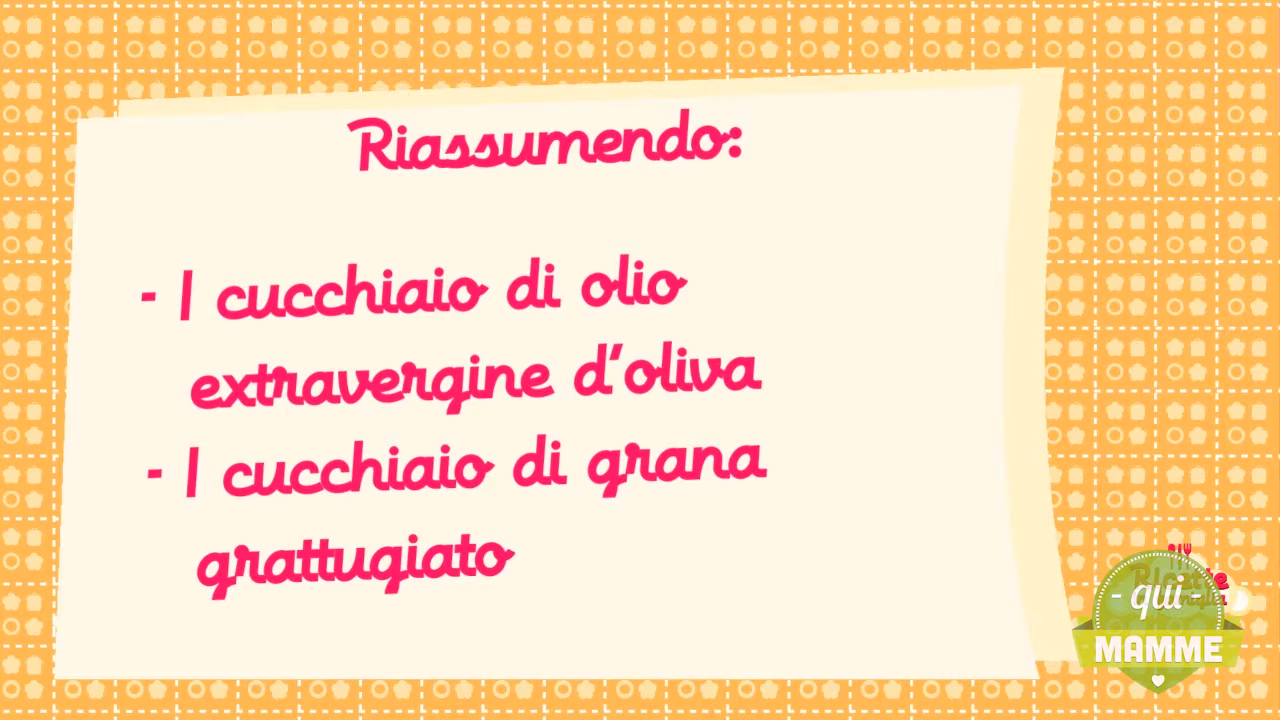 Riassumendo:
- 1 cucchiaio di olio
extravergine d'oliva
- 1 cucchiaio di grana
grattugiato
- qui -
MAMME